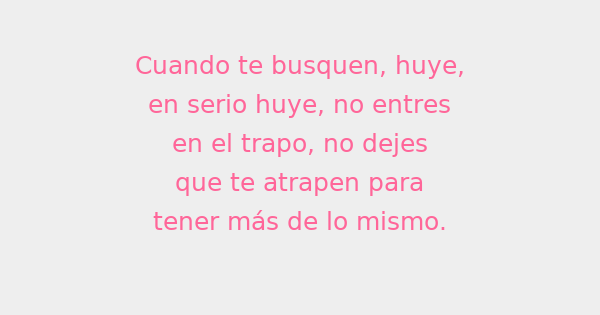 Cuando te busquen, huye,
en serio huye, no entres
en el trapo, no dejes
que te atrapen para
tener más de lo mismo.